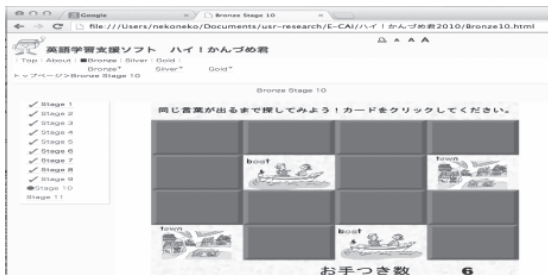 Google
Bronze Stage 10
file:///Users/nekoneko/Documents/usr-research/E-CAI/ハイ！かんづめ君2010/Bronze10.html
A A A
英語学習支援ソフト ハイ！かんづめ君
Top | About | ■Bronze | Silver | Gold |
Bronze⁺ Silver⁺ Gold⁺
トップページ＞Bronze Stage 10
Bronze Stage 10
✓ Stage 1
✓ Stage 2
✓ Stage 3
✓ Stage 4
✓ Stage 5
✓ Stage 6
✓ Stage 7
✓ Stage 8
✓ Stage 9
●Stage 10
Stage 11
同じ言葉が出るまで探してみよう！カードをクリックしてください。
boat
town
town
boat
お手つき数 6